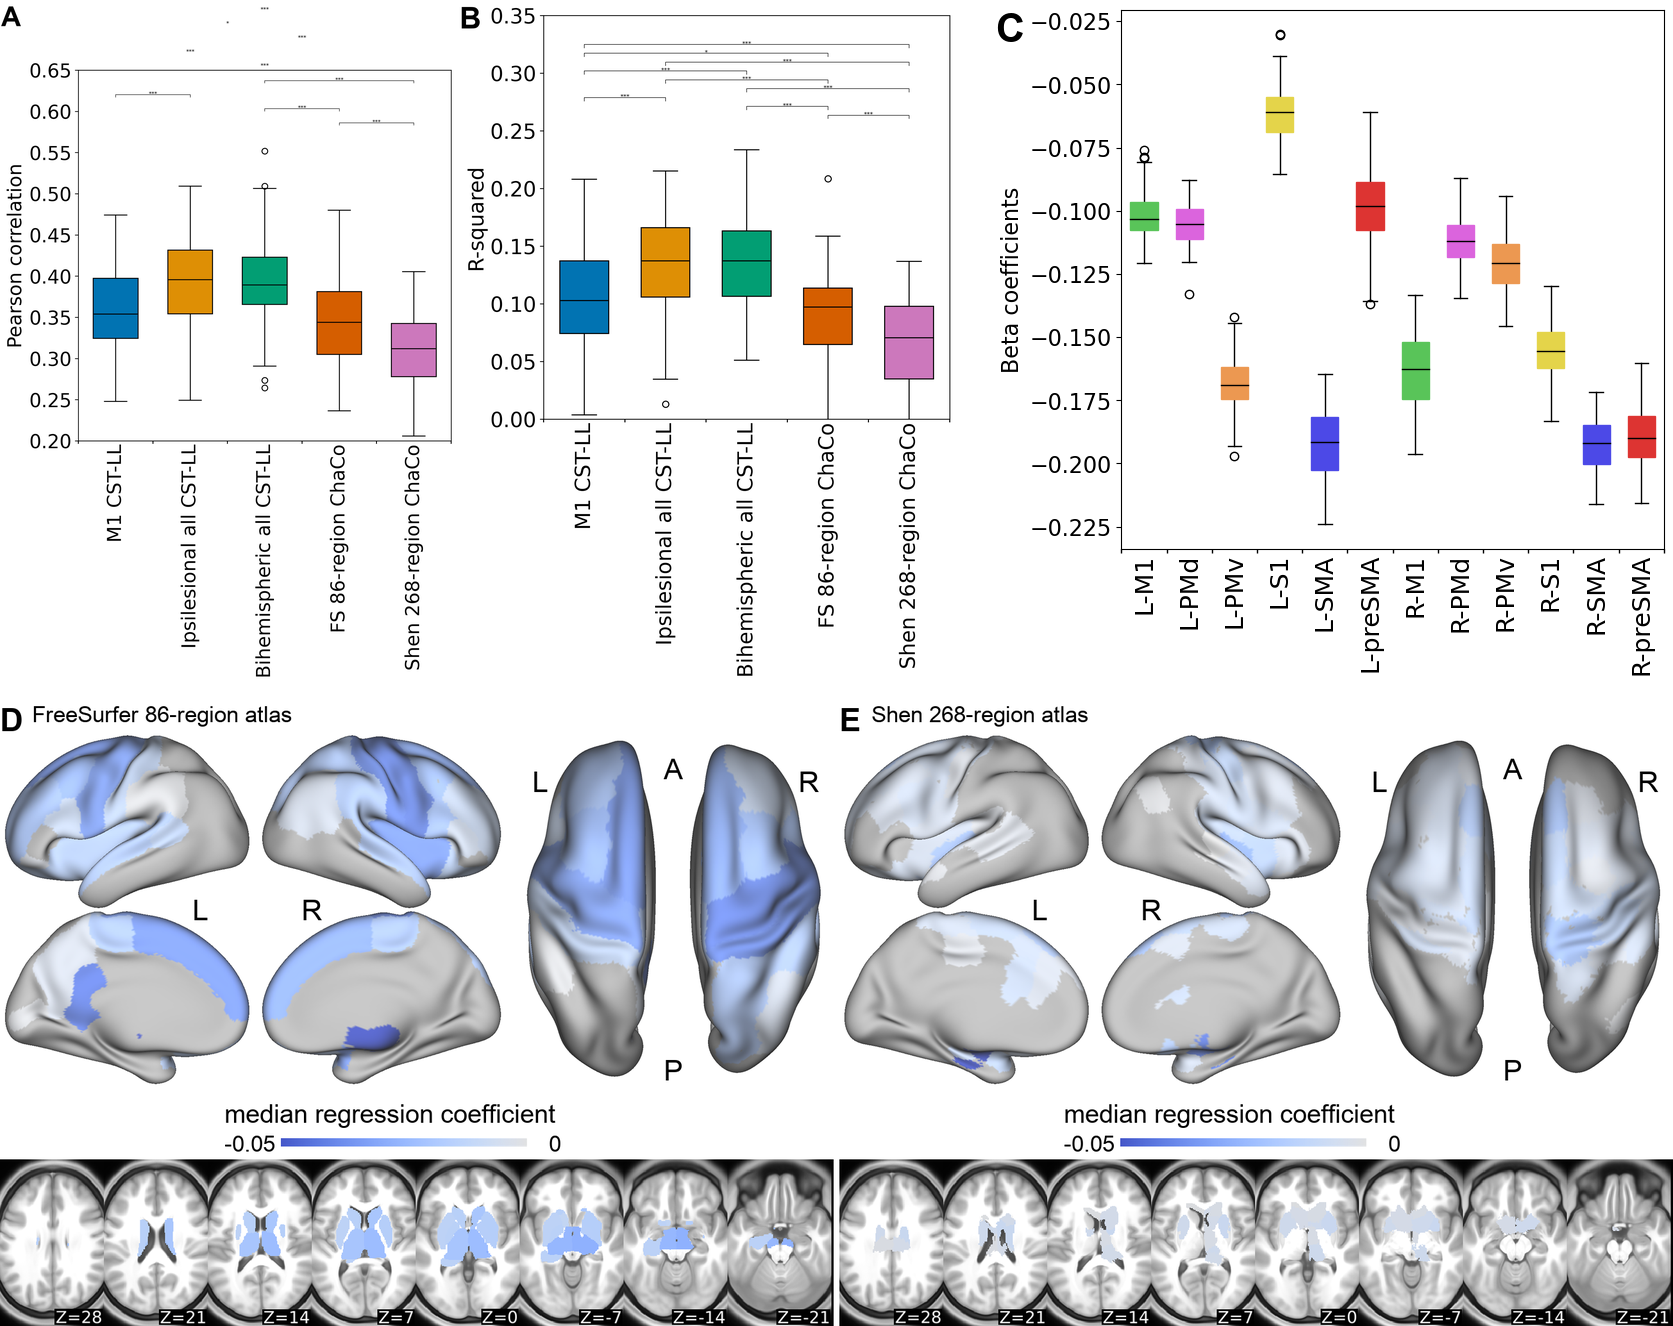 A
***
*
***
***
***
0.65
0.60
0.55
0.50
0.45
0.40
0.35
0.30
0.25
0.20
Pearson correlation
***
***
***
***
M1 CST-LL
Ipsilesional all CST-LL
Bihemispheric all CST-LL
FS 86-region ChaCo
Shen 268-region ChaCo
B
0.35
0.30
0.25
0.20
0.15
0.10
0.05
0.00
R-squared
***
*
***
***
***
***
***
***
***
M1 CST-LL
Ipsilesional all CST-LL
Bihemispheric all CST-LL
FS 86-region ChaCo
Shen 268-region ChaCo
C
−0.025
−0.050
−0.075
−0.100
−0.125
−0.150
−0.175
−0.200
−0.225
Beta coefficients
L-M1
L-PMd
L-PMv
L-S1
L-SMA
L-preSMA
R-M1
R-PMd
R-PMv
R-S1
R-SMA
R-preSMA
D FreeSurfer 86-region atlas
L A R
L R
P
median regression coefficient
-0.05 0
Z=28 Z=21 Z=14 Z=7 Z=0 Z=-7 Z=-14 Z=-21
E Shen 268-region atlas
L A R
L R
P
median regression coefficient
-0.05 0
Z=28 Z=21 Z=14 Z=7 Z=0 Z=-7 Z=-14 Z=-21